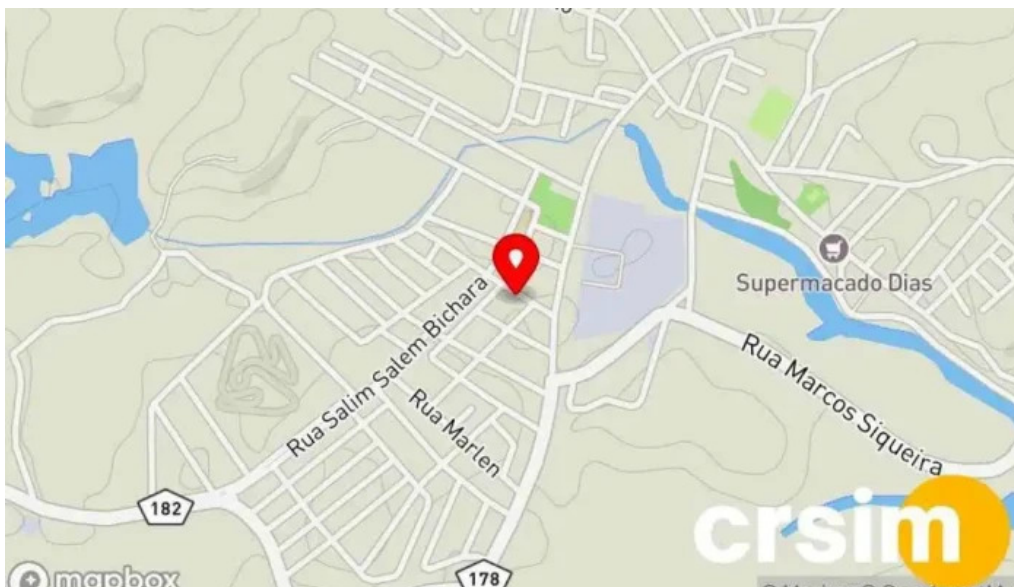 Supermacado Dias
Rua Salim Salem Bichara
Rua Marcos Siqueira
Rua Marlen
182
crsim
178
mapbox